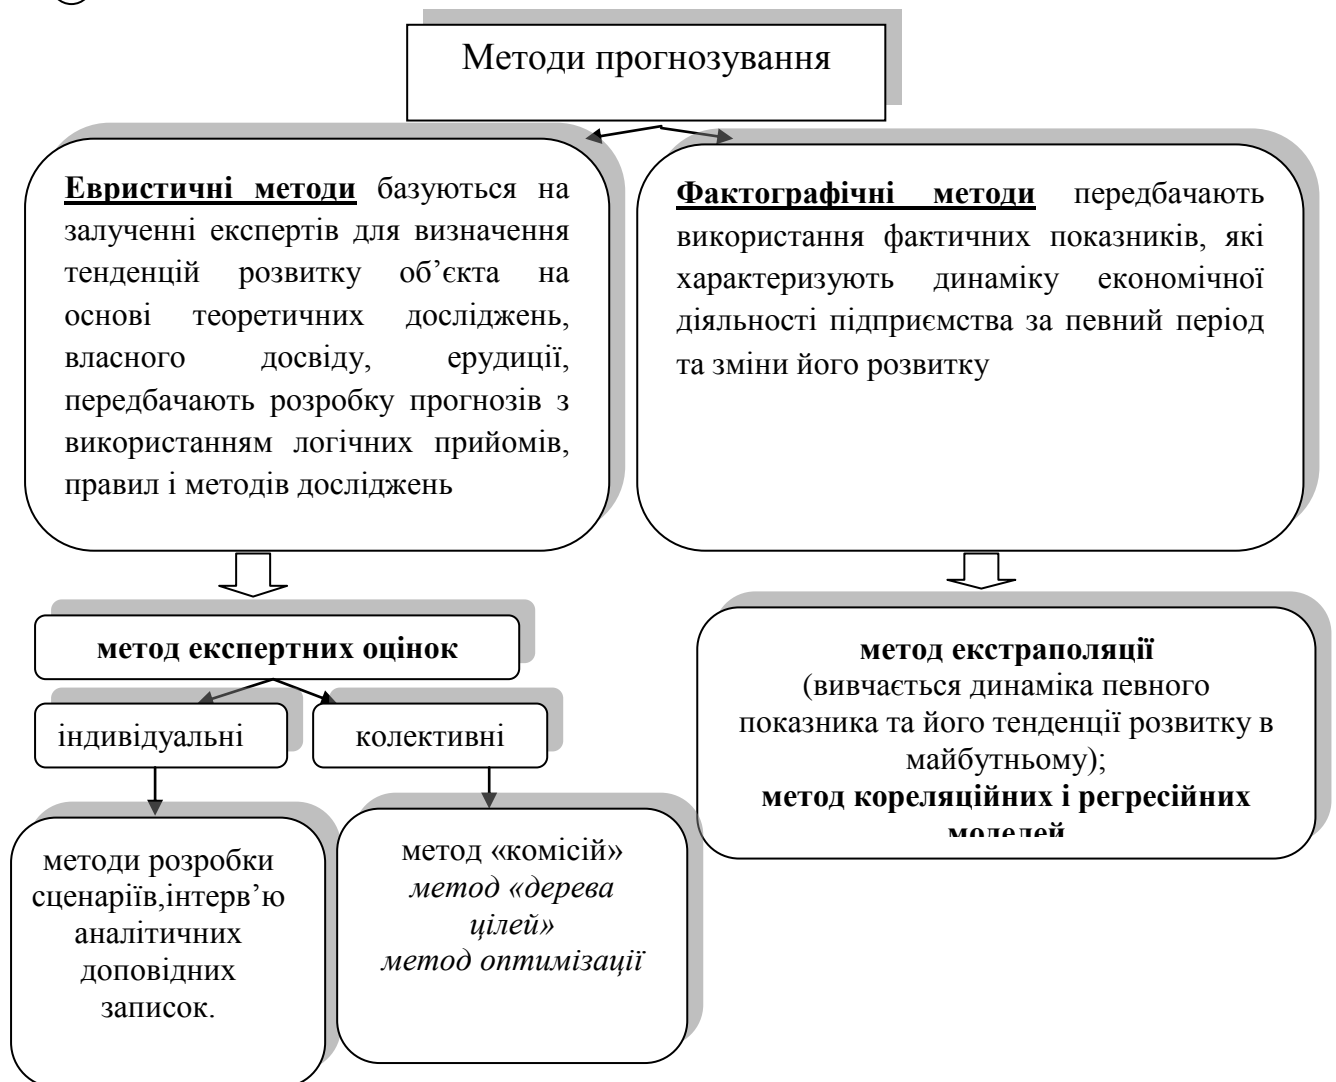 Методи прогнозування
Евристичні методи базуються на
залученні експертів для визначення
тенденцій розвитку об’єкта на
основі теоретичних досліджень,
власного досвіду, ерудиції,
передбачають розробку прогнозів з
використанням логічних прийомів,
правил і методів досліджень
Фактографічні методи передбачають
використання фактичних показників, які
характеризують динаміку економічної
діяльності підприємства за певний період
та зміни його розвитку
метод експертних оцінок
індивідуальні
колективні
методи розробки
сценаріїв,інтерв’ю
аналітичних
доповідних
записок.
метод «комісій»
метод «дерева
цілей»
метод оптимізації
метод екстраполяції
(вивчається динаміка певного
показника та його тенденції розвитку в
майбутньому);
метод кореляційних і регресійних
моделей